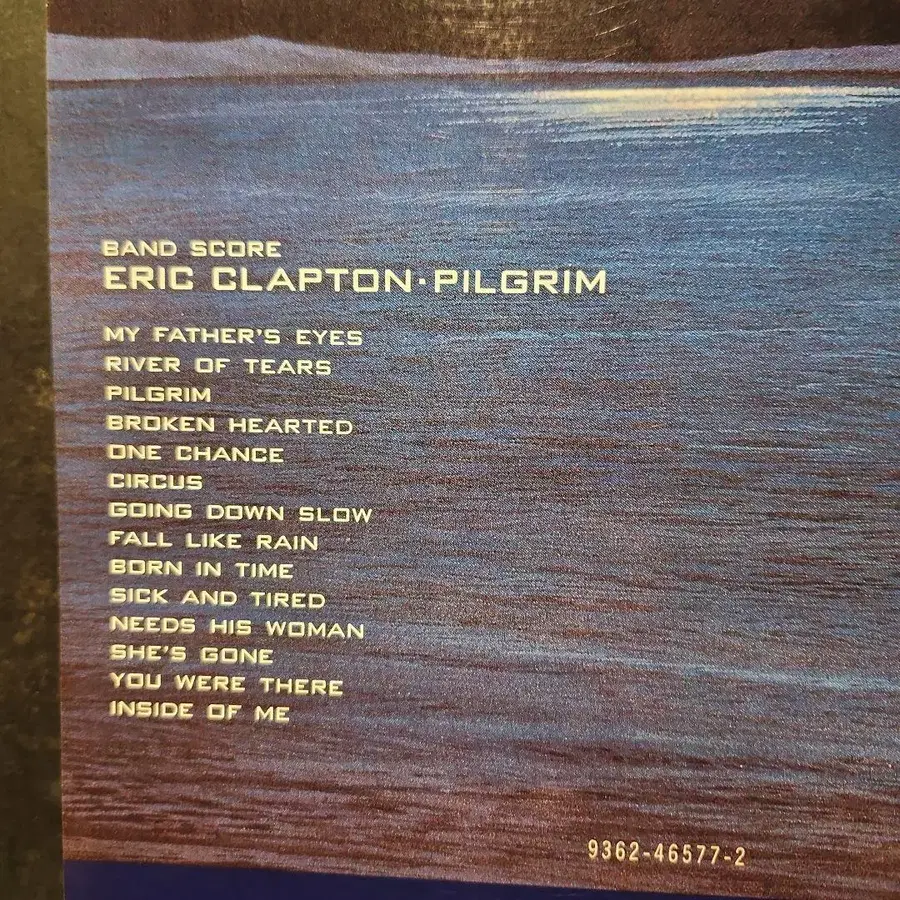 BAND SCORE
ERIC CLAPTON·PILGRIM
MY FATHER'S EYES
RIVER OF TEARS
PILGRIM
BROKEN HEARTED
ONE CHANCE
CIRCUS
GOING DOWN SLOW
FALL LIKE RAIN
BORN IN TIME
SICK AND TIRED
NEEDS HIS WOMAN
SHE'S GONE
YOU WERE THERE
INSIDE OF ME
9362-46577-2